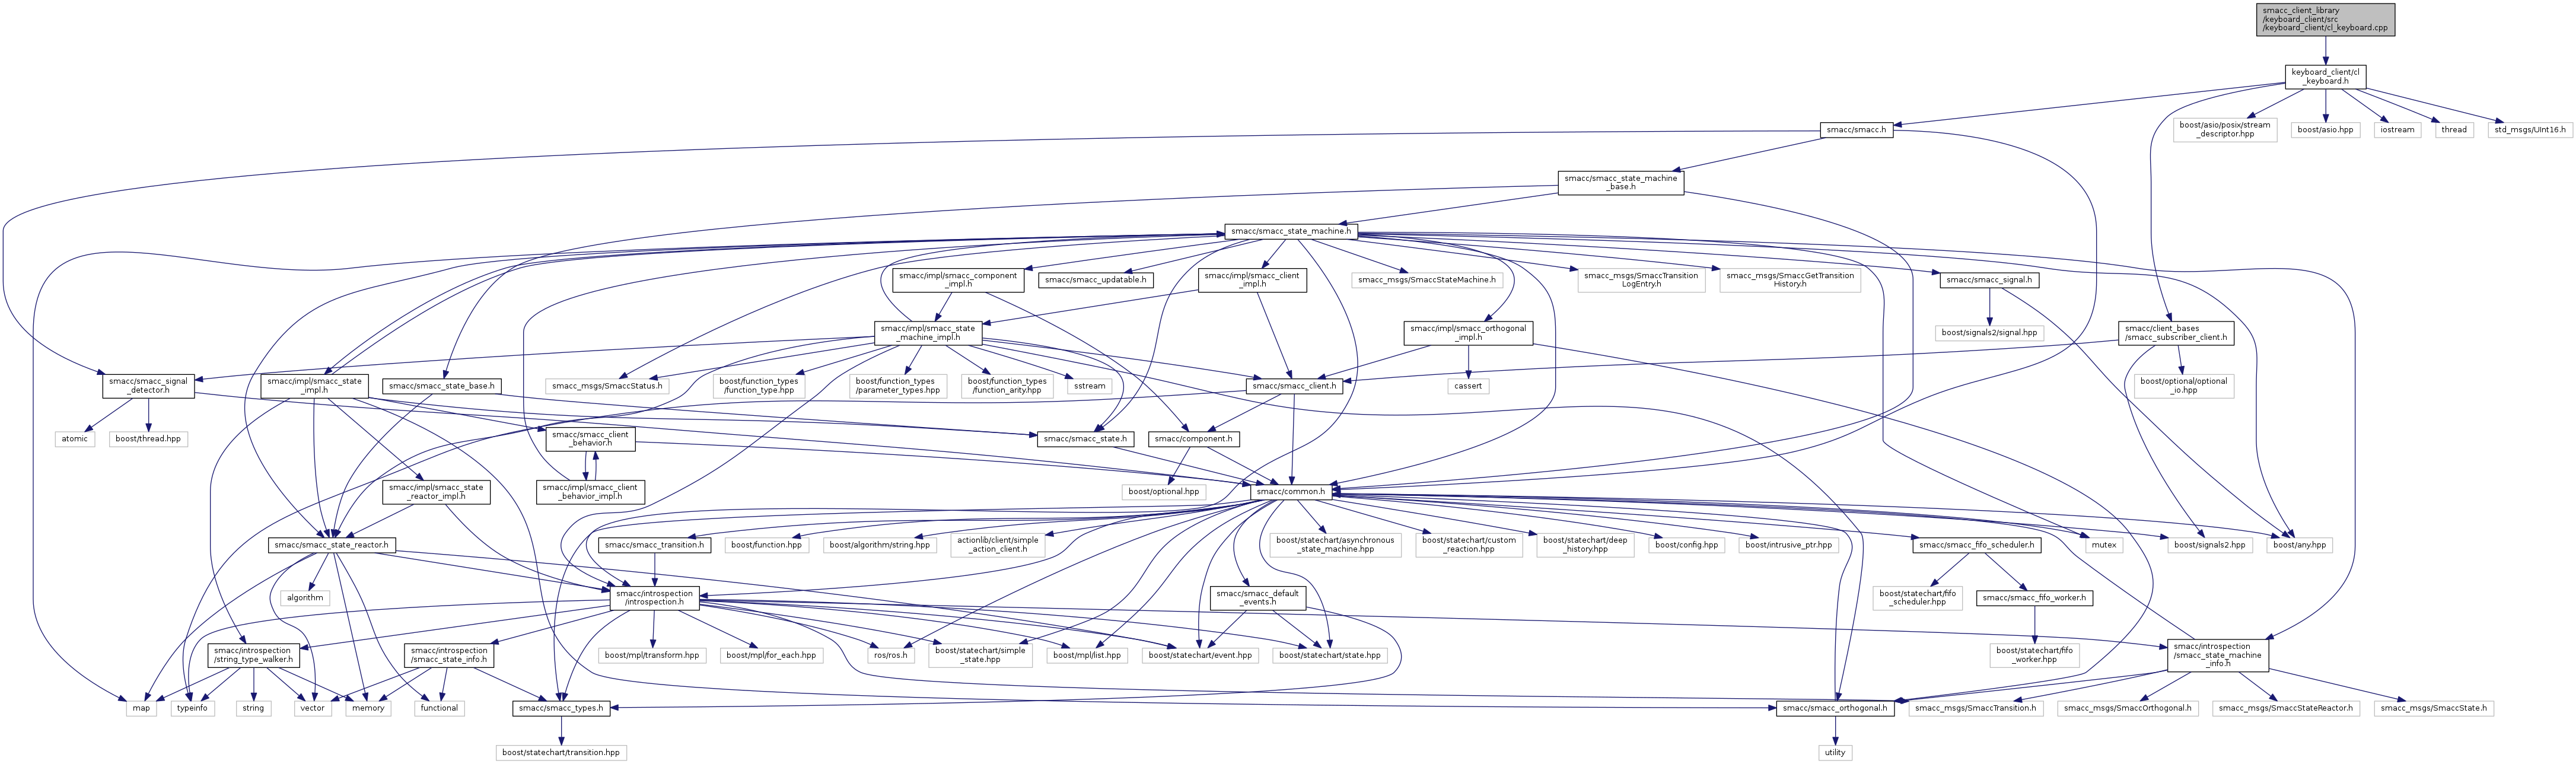 smacc_client_library
/keyboard_client/src
/keyboard_client/cl_keyboard.cpp
keyboard_client/cl
_keyboard.h
smacc/smacc.h
boost/asio/posix/stream
_descriptor.hpp
boost/asio.hpp
iostream
thread
std_msgs/UInt16.h
smacc/smacc_state_machine
_base.h
smacc/smacc_state_machine.h
smacc/impl/smacc_component
_impl.h
smacc/smacc_updatable.h
smacc/impl/smacc_client
_impl.h
smacc_msgs/SmaccStateMachine.h
smacc_msgs/SmaccTransition
LogEntry.h
smacc_msgs/SmaccGetTransition
History.h
smacc/smacc_signal.h
smacc/impl/smacc_state
_machine_impl.h
smacc/impl/smacc_orthogonal
_impl.h
boost/signals2/signal.hpp
smacc/client_bases
/smacc_subscriber_client.h
smacc/smacc_signal
_detector.h
smacc/impl/smacc_state
_impl.h
smacc/smacc_state_base.h
smacc_msgs/SmaccStatus.h
boost/function_types
/function_type.hpp
boost/function_types
/parameter_types.hpp
boost/function_types
/function_arity.hpp
sstream
smacc/smacc_client.h
cassert
boost/optional/optional
_io.hpp
atomic
boost/thread.hpp
smacc/smacc_client
_behavior.h
smacc/smacc_state.h
smacc/component.h
smacc/impl/smacc_state
_reactor_impl.h
smacc/impl/smacc_client
_behavior_impl.h
boost/optional.hpp
smacc/common.h
smacc/smacc_state_reactor.h
smacc/smacc_transition.h
boost/function.hpp
boost/algorithm/string.hpp
actionlib/client/simple
_action_client.h
boost/statechart/asynchronous
_state_machine.hpp
boost/statechart/custom
_reaction.hpp
boost/statechart/deep
_history.hpp
boost/config.hpp
boost/intrusive_ptr.hpp
smacc/smacc_fifo_scheduler.h
mutex
boost/signals2.hpp
boost/any.hpp
algorithm
smacc/introspection
/introspection.h
smacc/smacc_default
_events.h
boost/statechart/fifo
_scheduler.hpp
smacc/smacc_fifo_worker.h
smacc/introspection
/string_type_walker.h
smacc/introspection
/smacc_state_info.h
boost/mpl/transform.hpp
boost/mpl/for_each.hpp
ros/ros.h
boost/statechart/simple
_state.hpp
boost/mpl/list.hpp
boost/statechart/event.hpp
boost/statechart/state.hpp
boost/statechart/fifo
_worker.hpp
smacc/introspection
/smacc_state_machine
_info.h
map
typeinfo
string
vector
memory
functional
smacc/smacc_types.h
smacc/smacc_orthogonal.h
smacc_msgs/SmaccTransition.h
smacc_msgs/SmaccOrthogonal.h
smacc_msgs/SmaccStateReactor.h
smacc_msgs/SmaccState.h
boost/statechart/transition.hpp
utility